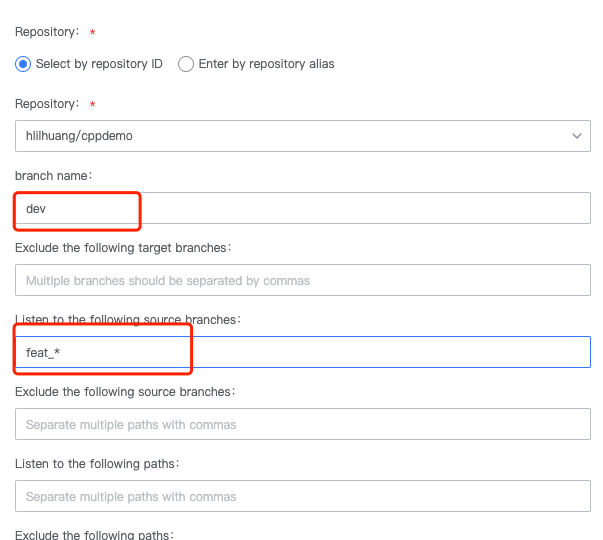 Repository: *
Select by repository ID Enter by repository alias
Repository: *
hlilhuang/cppdemo
branch name:
dev
Exclude the following target branches:
Multiple branches should be separated by commas
Listen to the following source branches:
feat_*
Exclude the following source branches:
Separate multiple paths with commas
Listen to the following paths:
Separate multiple paths with commas
Exclude the following paths: